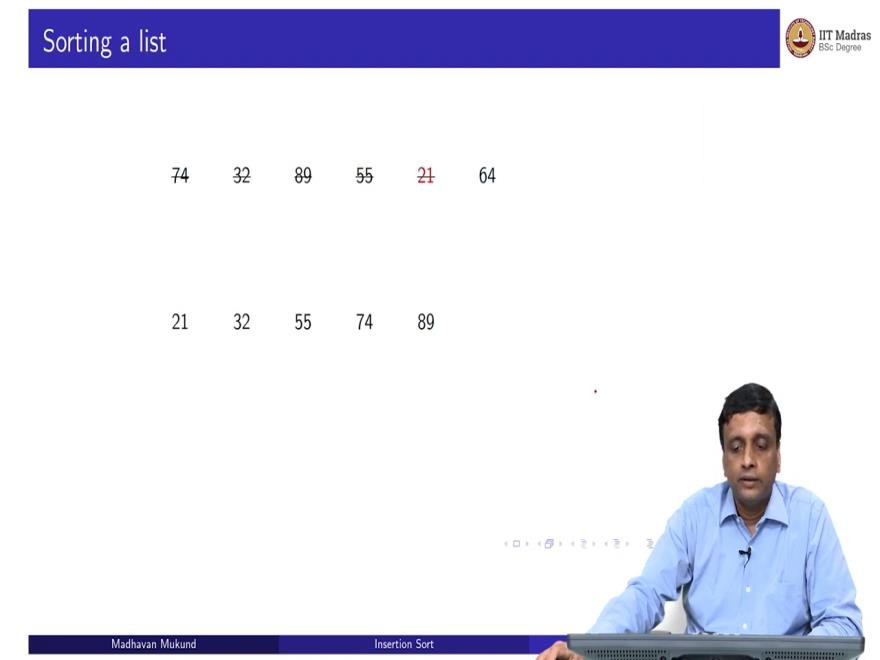 Sorting a list
IIT Madras
BSc Degree
74 32 89 55 21 64
21 32 55 74 89
Madhavan Mukund
Insertion Sort